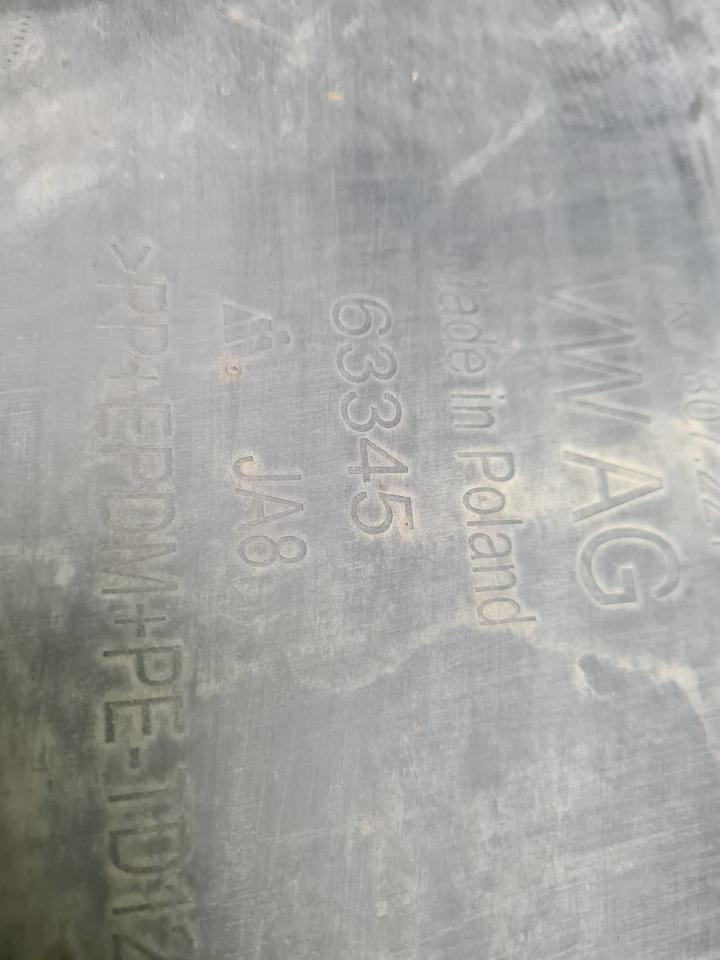 VW AG
Made in Poland
63345
JA8
>PP+EPDM+PE-TD12